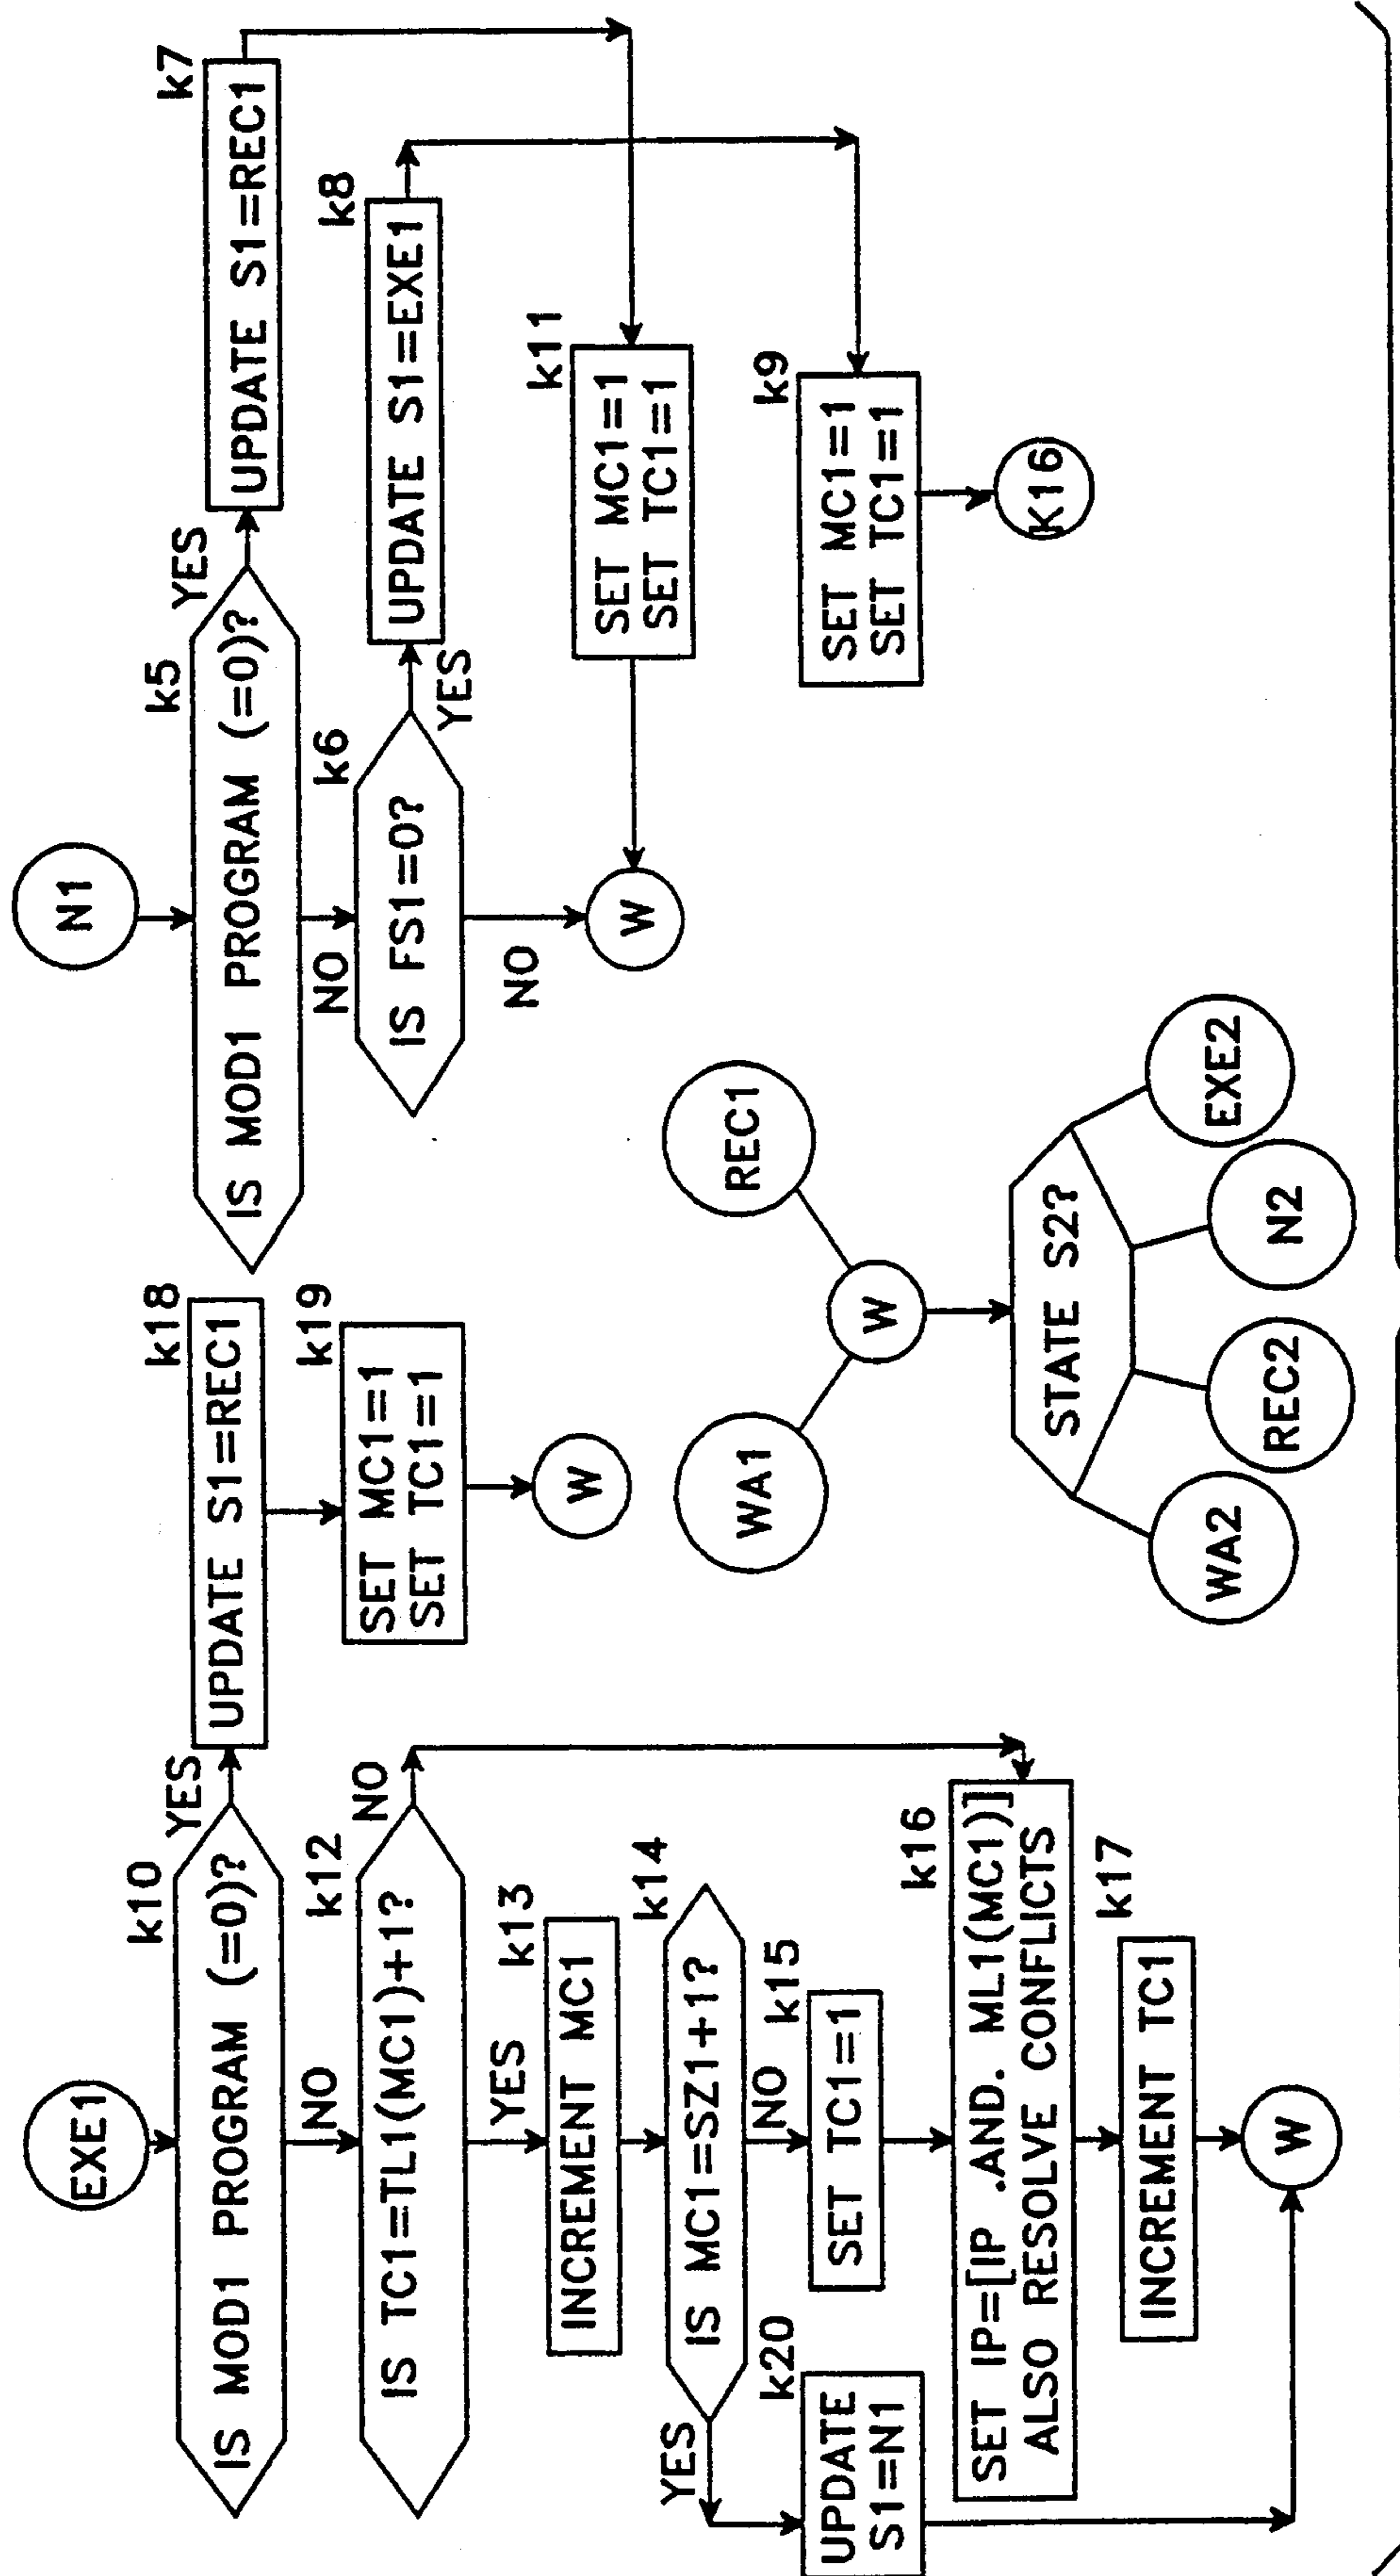 EXE1
k10
IS MOD1 PROGRAM (=0)?
YES
k18
UPDATE S1=REC1
k19
SET MC1=1
SET TC1=1
W
NO
k12
IS TC1=TL1(MC1)+1?
NO
YES
k13
INCREMENT MC1
k14
IS MC1=SZ1+1?
YES
k20
UPDATE
S1=N1
NO
k15
SET TC1=1
k16
SET IP=[IP .AND. ML1(MC1)]
ALSO RESOLVE CONFLICTS
k17
INCREMENT TC1
W
N1
k5
IS MOD1 PROGRAM (=0)?
YES
k7
UPDATE S1=REC1
NO
k6
IS FS1=0?
YES
k8
UPDATE S1=EXE1
NO
W
k11
SET MC1=1
SET TC1=1
k9
SET MC1=1
SET TC1=1
K16
WA1
REC1
W
STATE S2?
WA2
REC2
N2
EXE2